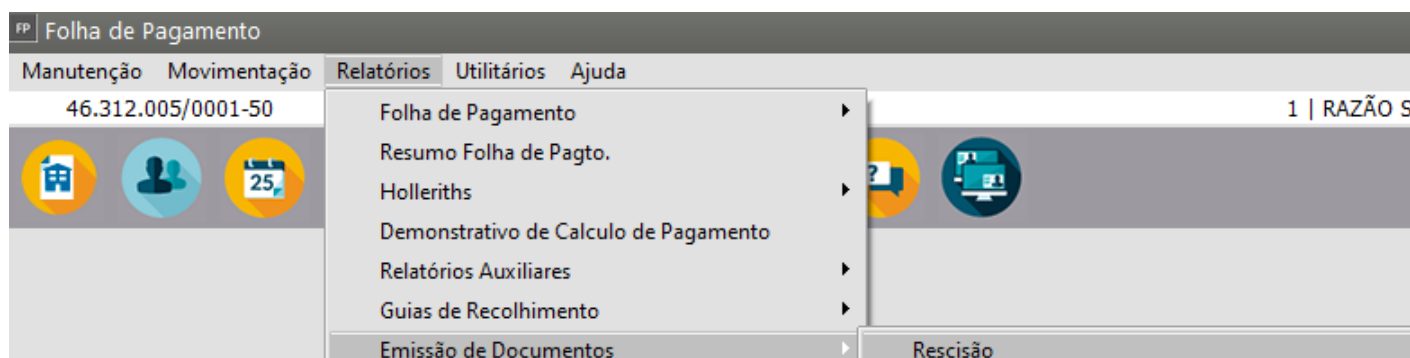 FP Folha de Pagamento
Manutenção Movimentação Relatórios Utilitários Ajuda
46.312.005/0001-50 1 | RAZÃO S
Folha de Pagamento
Resumo Folha de Pagto.
25
?
Holleriths
Demonstrativo de Calculo de Pagamento
Relatórios Auxiliares
Guias de Recolhimento
Emissão de Documentos Rescisão